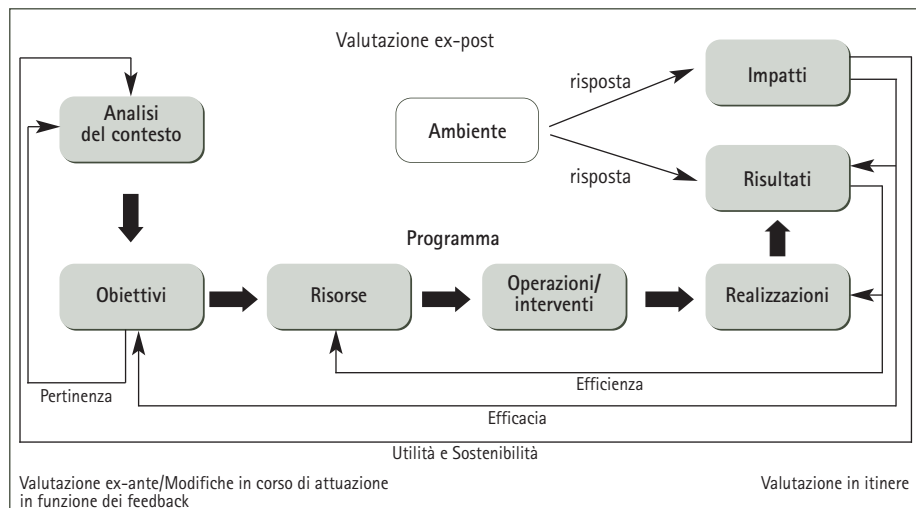 Valutazione ex-post
Impatti
risposta
Analisi
del contesto
Ambiente
risposta
Risultati
Programma
Obiettivi
Risorse
Operazioni/
interventi
Realizzazioni
Pertinenza
Efficienza
Efficacia
Utilità e Sostenibilità
Valutazione ex-ante/Modifiche in corso di attuazione
in funzione dei feedback
Valutazione in itinere